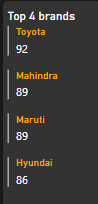 Top 4 brands
Toyota
92
Mahindra
89
Maruti
89
Hyundai
86